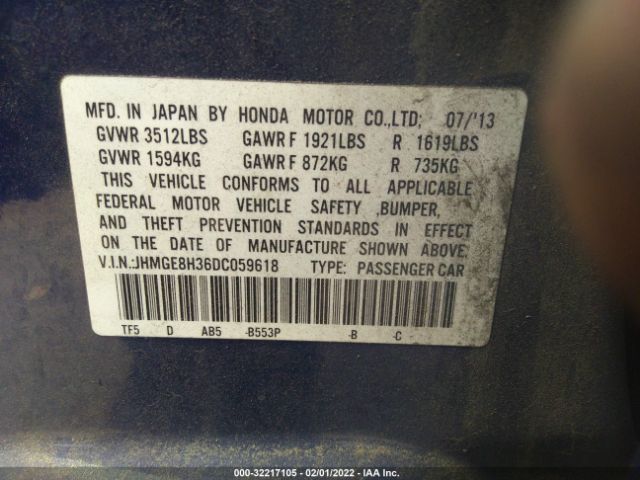 MFD. IN JAPAN BY HONDA MOTOR CO.,LTD; 07/'13
GVWR 3512LBS GAWR F 1921LBS R 1619LBS
GVWR 1594KG GAWR F 872KG R 735KG
THIS VEHICLE CONFORMS TO ALL APPLICABLE
FEDERAL MOTOR VEHICLE SAFETY ,BUMPER,
AND THEFT PREVENTION STANDARDS IN EFFECT
ON THE DATE OF MANUFACTURE SHOWN ABOVE.
V.I.N.:JHMGE8H36DC059618 TYPE: PASSENGER CAR
TF5 D AB5 -B553P -B -C
000-32217105 - 02/01/2022 - IAA Inc.